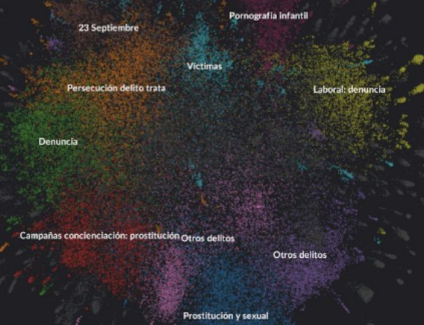 Pornografía infantil
23 Septiembre
Víctimas
Persecución delito trata
Laboral: denuncia
Denuncia
Campañas concienciación: prostitución
Otros delitos
Otros delitos
Prostitución y sexual